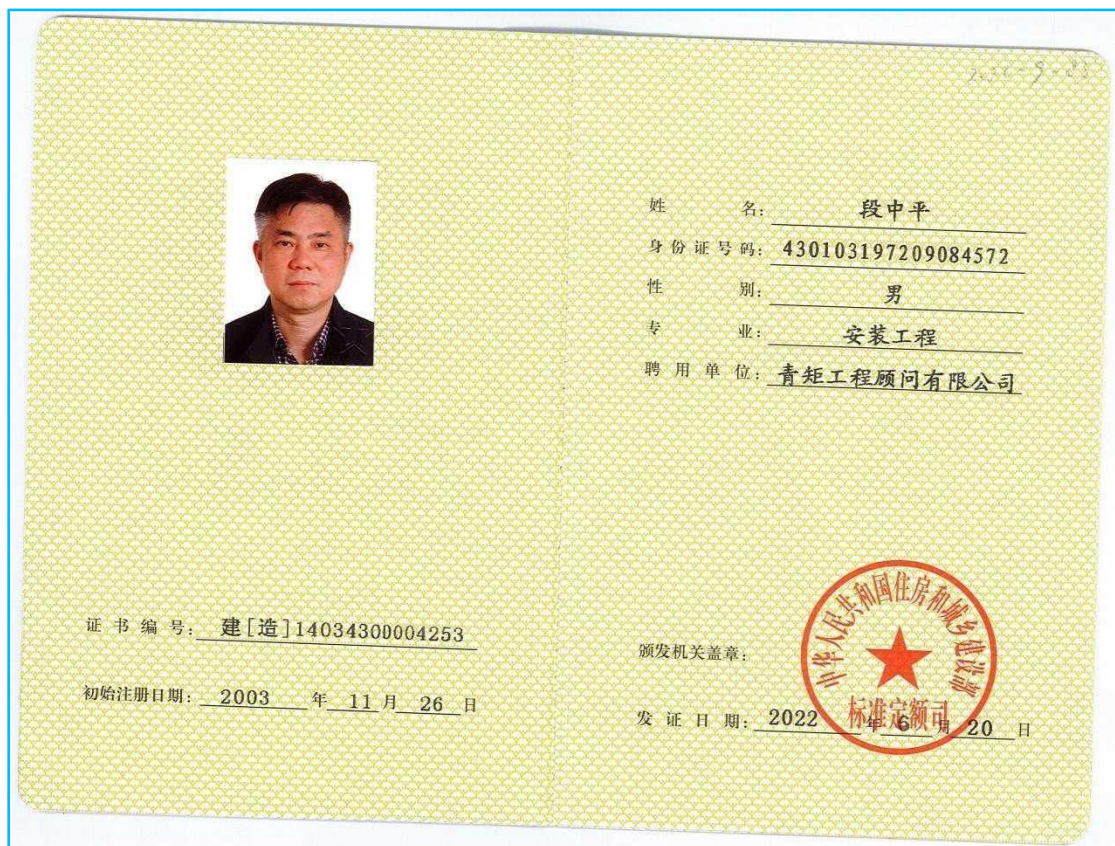 证书编号: 建[造]14034300004253
初始注册日期: 2003 年 11 月 26 日
姓名: 段中平
身份证号码: 430103197209084572
性别: 男
专业: 安装工程
聘用单位: 青矩工程顾问有限公司
中华人民共和国住房和城乡建设部
颁发机关盖章:
标准定额司
发证日期: 2022 年 6 月 20 日